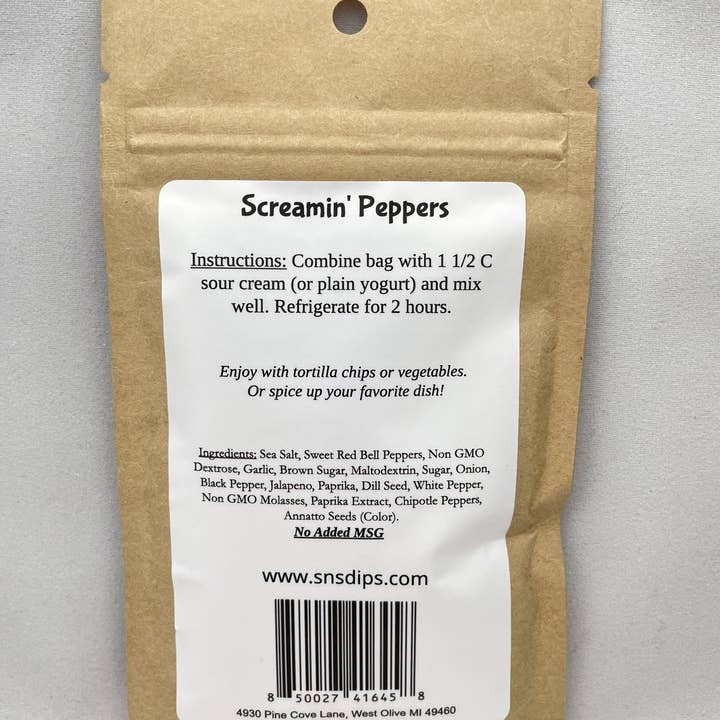 Screamin' Peppers
Instructions: Combine bag with 1 1/2 C
sour cream (or plain yogurt) and mix
well. Refrigerate for 2 hours.
Enjoy with tortilla chips or vegetables.
Or spice up your favorite dish!
Ingredients: Sea Salt, Sweet Red Bell Peppers, Non GMO
Dextrose, Garlic, Brown Sugar, Maltodextrin, Sugar, Onion,
Black Pepper, Jalapeno, Paprika, Dill Seed, White Pepper,
Non GMO Molasses, Paprika Extract, Chipotle Peppers,
Annatto Seeds (Color).
No Added MSG
www.snsdips.com
8 50027 41645 8
4930 Pine Cove Lane, West Olive MI 49460